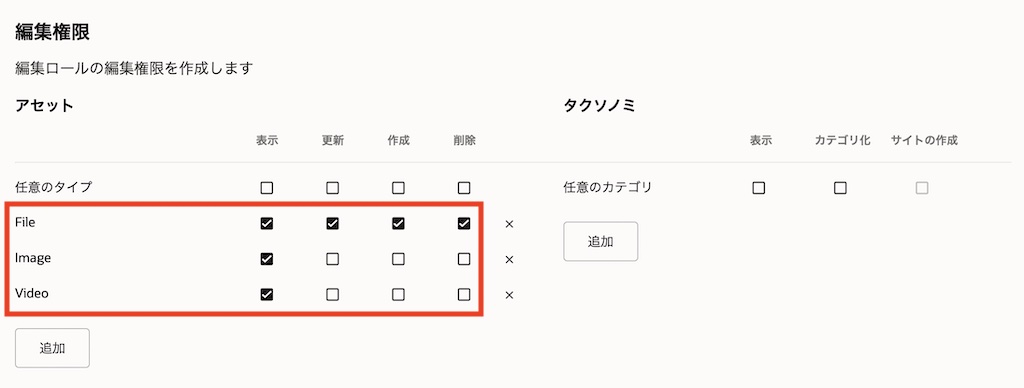 編集権限
編集ロールの編集権限を作成します
アセット
表示 更新 作成 削除
任意のタイプ
File ×
Image ×
Video ×
追加
タクソノミ
表示 カテゴリ化 サイトの作成
任意のカテゴリ
追加